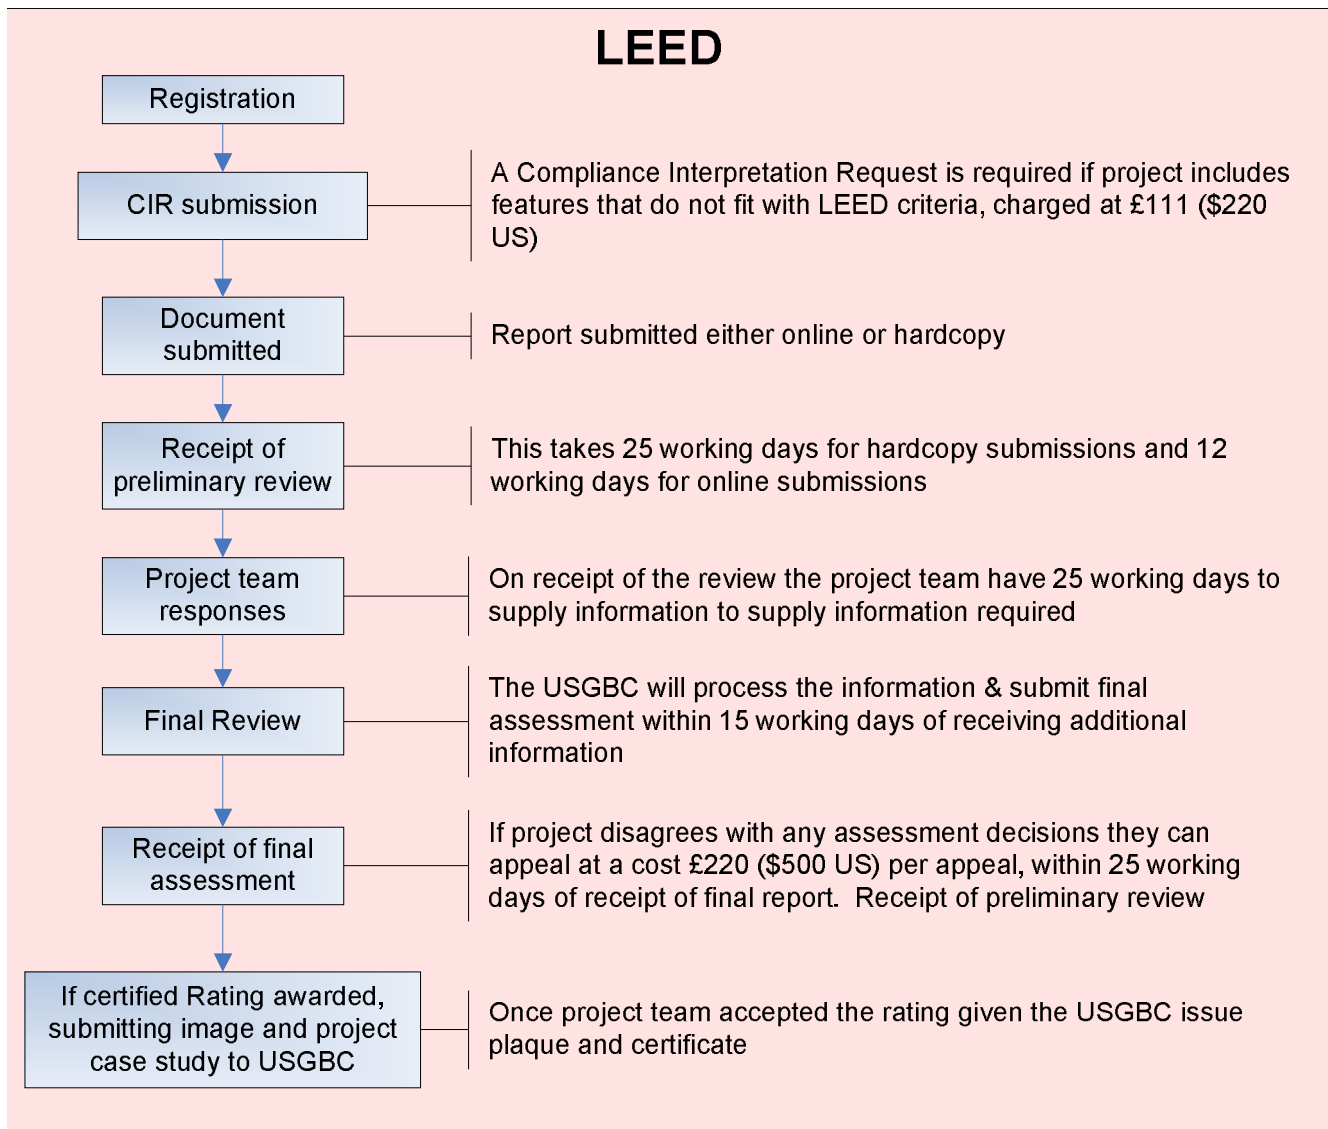 LEED
Registration
CIR submission
A Compliance Interpretation Request is required if project includes
features that do not fit with LEED criteria, charged at £111 ($220
US)
Document
submitted
Report submitted either online or hardcopy
Receipt of
preliminary review
This takes 25 working days for hardcopy submissions and 12
working days for online submissions
Project team
responses
On receipt of the review the project team have 25 working days to
supply information to supply information required
Final Review
The USGBC will process the information & submit final
assessment within 15 working days of receiving additional
information
Receipt of final
assessment
If project disagrees with any assessment decisions they can
appeal at a cost £220 ($500 US) per appeal, within 25 working
days of receipt of final report.  Receipt of preliminary review
If certified Rating awarded,
submitting image and project
case study to USGBC
Once project team accepted the rating given the USGBC issue
plaque and certificate